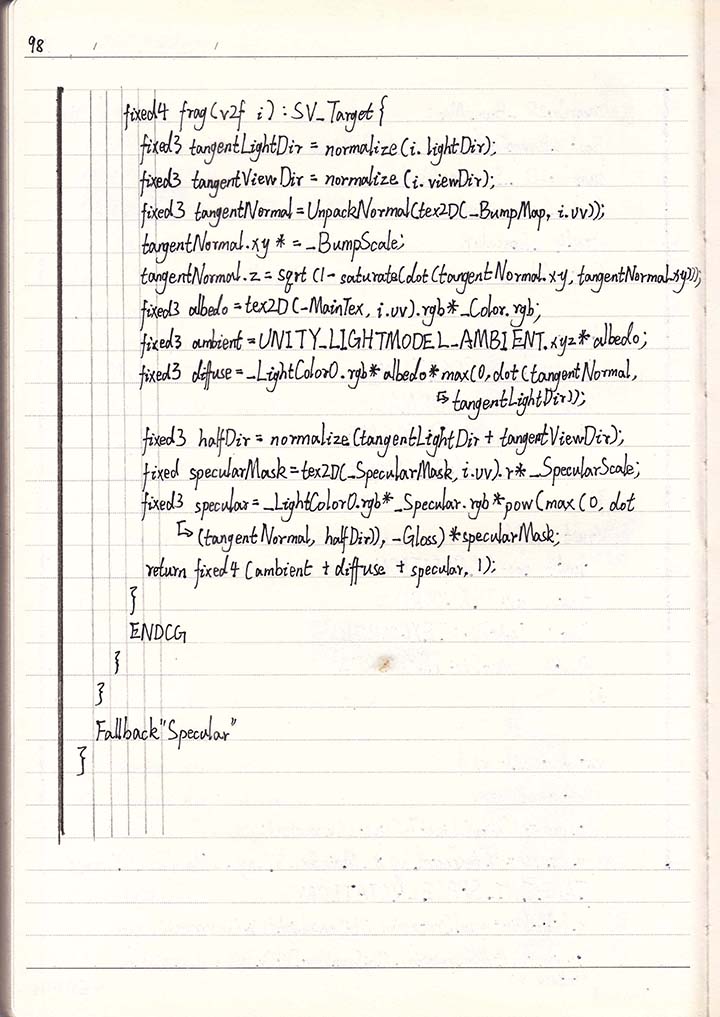 98
fixed4 frag(v2f i) : SV_Target {
fixed3 tangentLightDir = normalize(i.lightDir);
fixed3 tangentViewDir = normalize(i.viewDir);
fixed3 tangentNormal = UnpackNormal(tex2D(_BumpMap, i.uv));
tangentNormal.xy *= _BumpScale;
tangentNormal.z = sqrt(1- saturate(dot(tangentNormal.xy, tangentNormal.xy)));
fixed3 albedo = tex2D(_MainTex, i.uv).rgb*_Color.rgb;
fixed3 ambient = UNITY_LIGHTMODEL_AMBIENT.xyz* albedo;
fixed3 diffuse = _LightColor0.rgb* albedo* max(0, dot(tangentNormal,
↳ tangentLightDir));
fixed3 halfDir = normalize(tangentLightDir + tangentViewDir);
fixed specularMask = tex2D(_SpecularMask, i.uv).r* _SpecularScale;
fixed3 specular = _LightColor0.rgb* _Specular.rgb* pow(max(0, dot
↳ (tangentNormal, halfDir)), _Gloss) * specularMask;
return fixed4(ambient + diffuse + specular, 1);
}
ENDCG
}
}
Fallback"Specular"
}